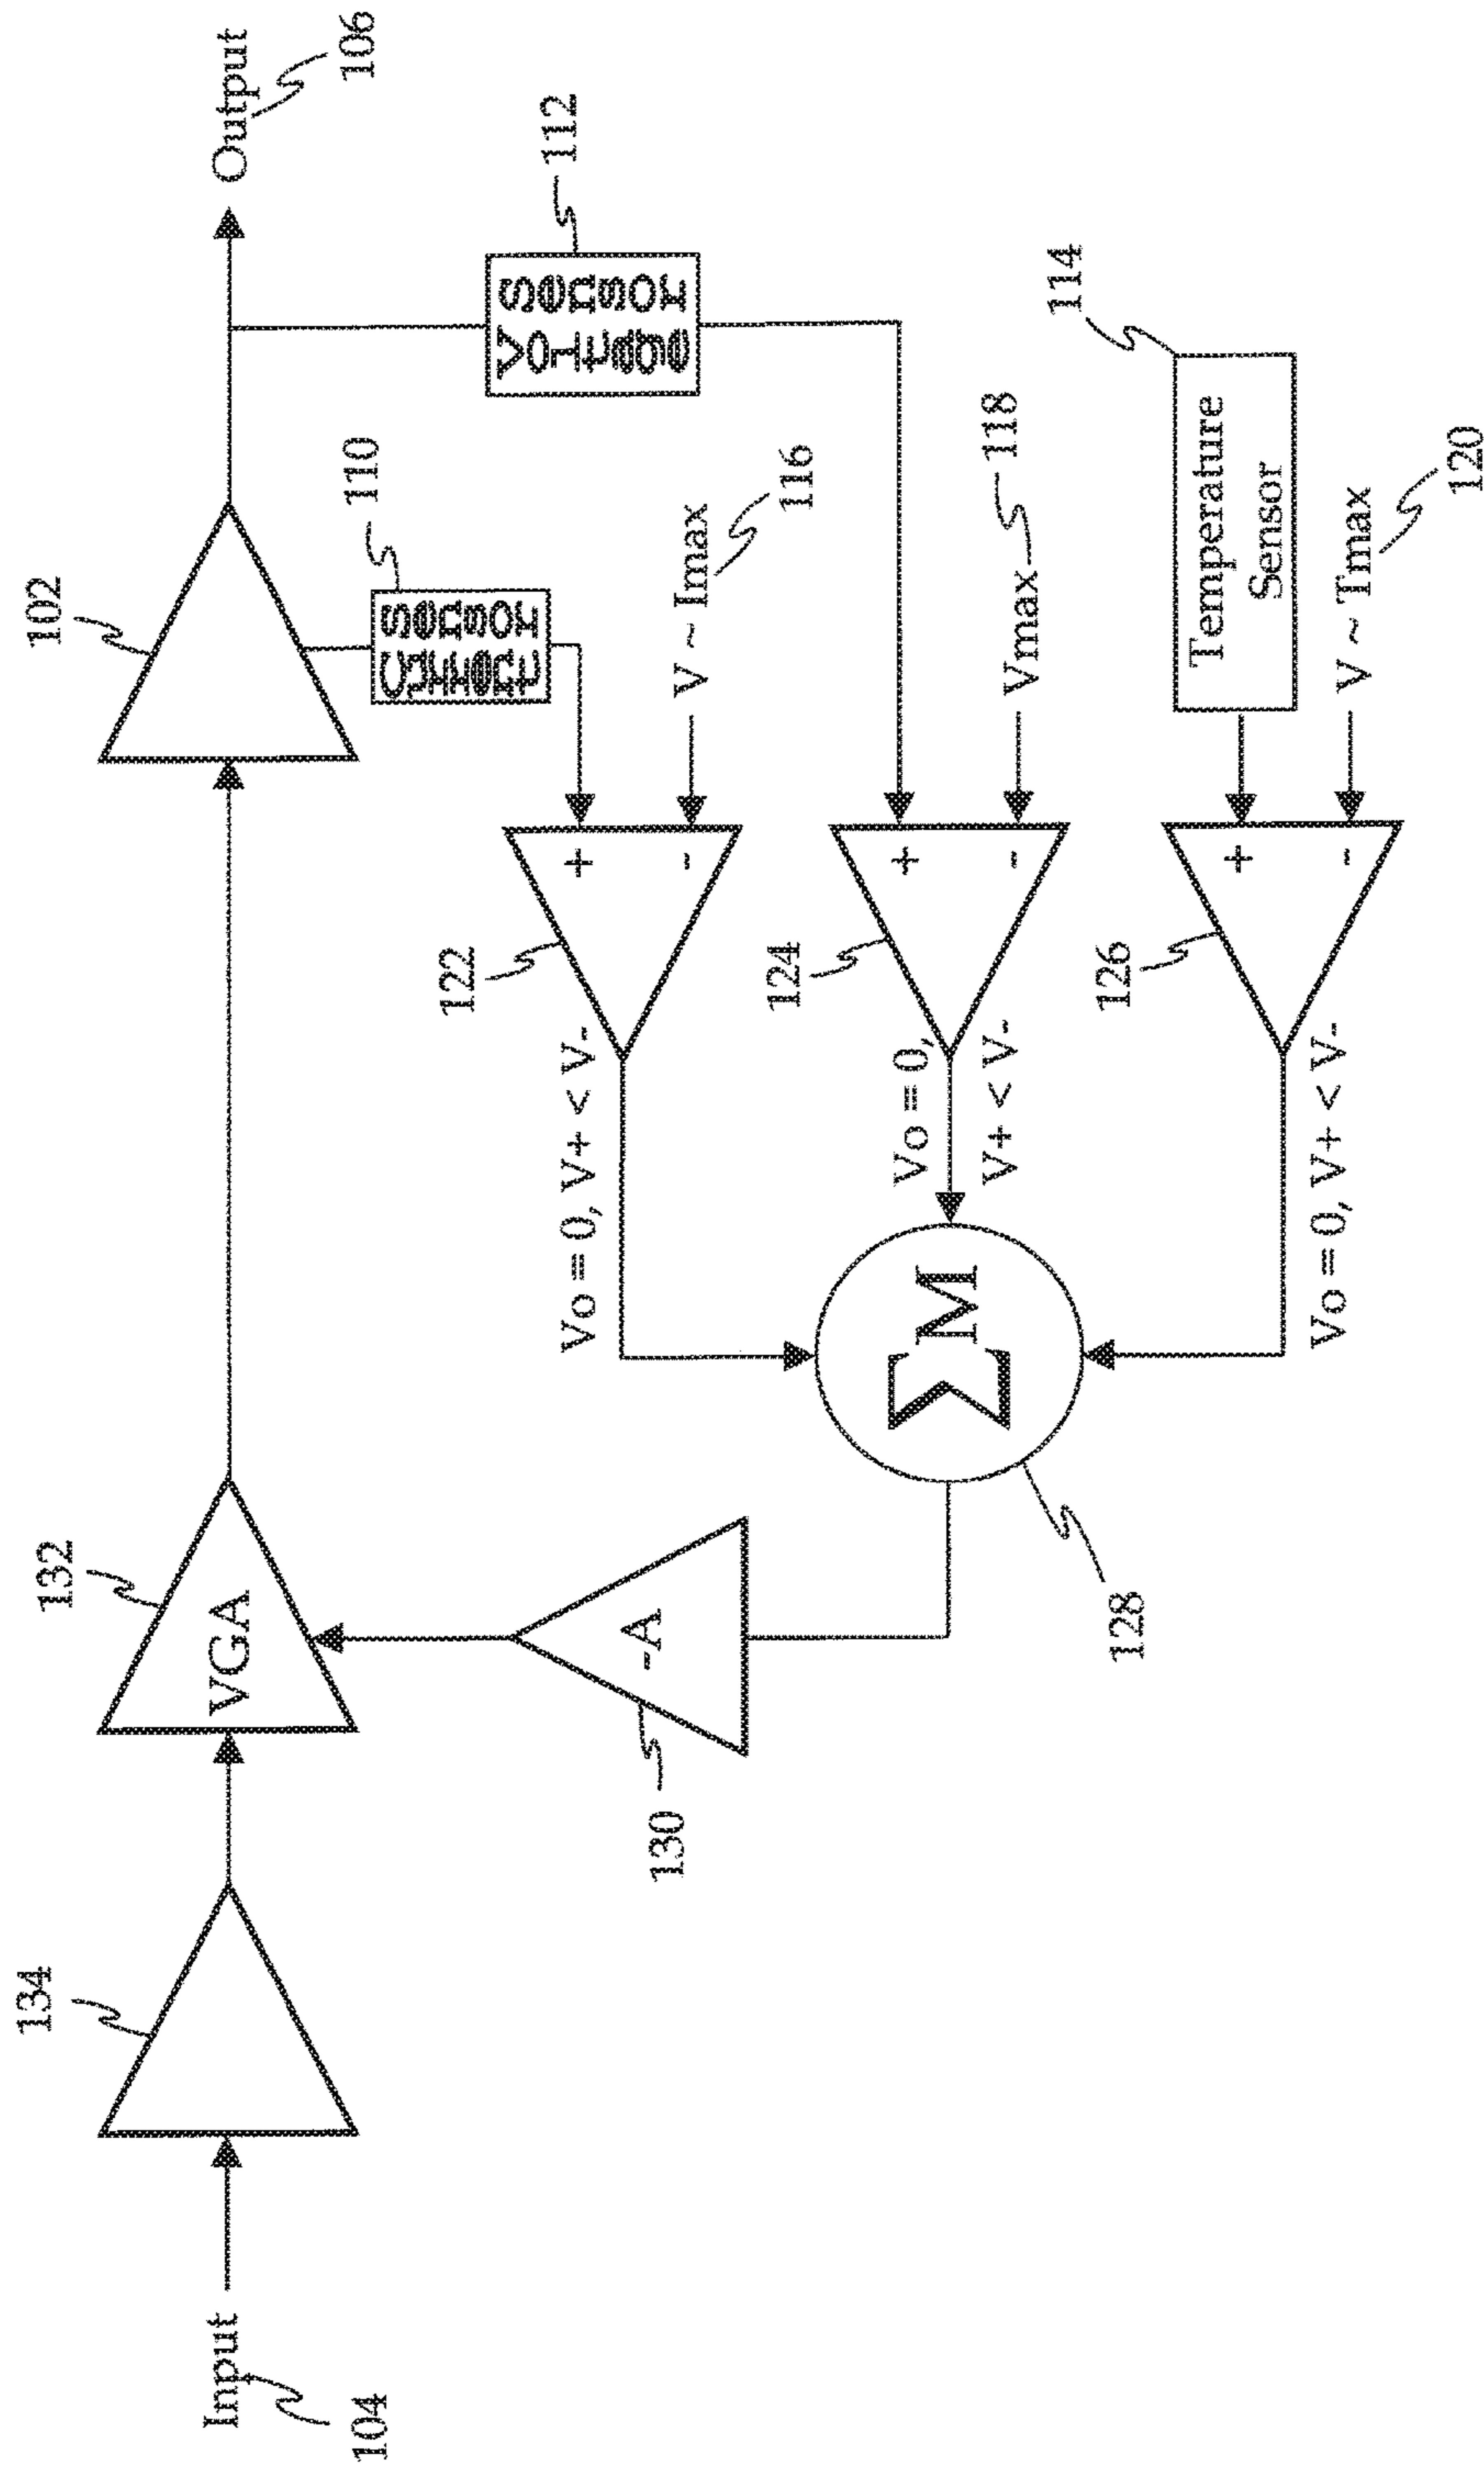 134
132
102
Input
104
VGA
Output
106
110
Current
Sensor
112
Voltage
Sensor
130
-A
Vo = 0, V+ < V-
122
+
-
V ~ Imax
116
ΣM
128
Vo = 0,
V+ < V-
124
+
-
Vmax
118
114
Temperature
Sensor
126
+
-
Vo = 0, V+ < V-
V ~ Tmax
120